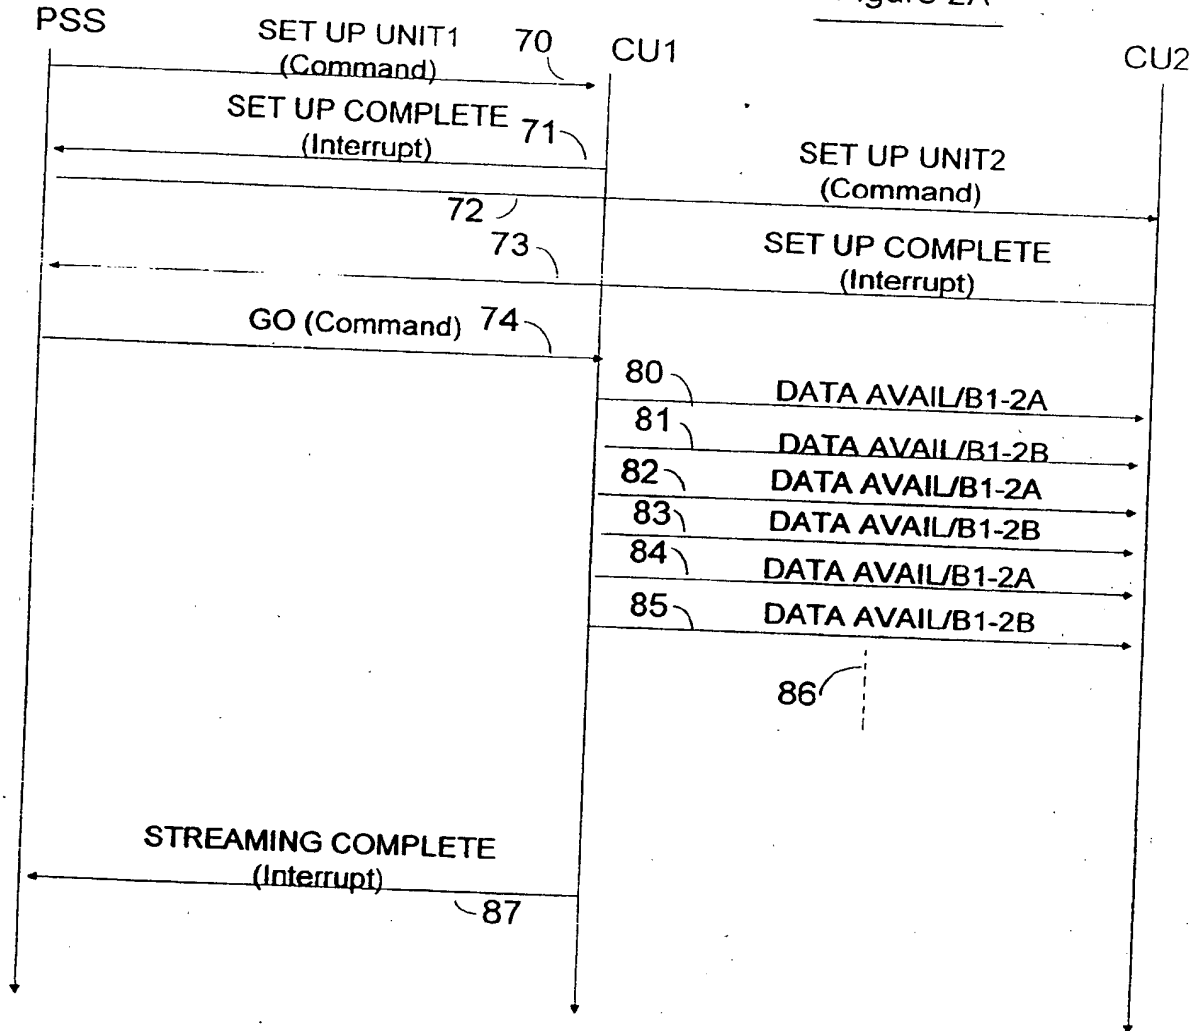 Figure 2A
PSS
CU1
CU2
SET UP UNIT1
(Command)
70
SET UP COMPLETE
(Interrupt)
71
SET UP UNIT2
(Command)
72
73
SET UP COMPLETE
(Interrupt)
GO (Command)
74
80
DATA AVAIL/B1-2A
81
DATA AVAIL/B1-2B
82
DATA AVAIL/B1-2A
83
DATA AVAIL/B1-2B
84
DATA AVAIL/B1-2A
85
DATA AVAIL/B1-2B
86
STREAMING COMPLETE
(Interrupt)
87